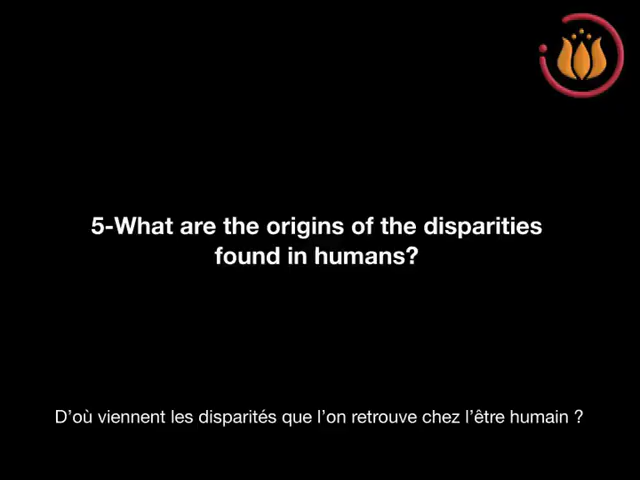 5-What are the origins of the disparities
found in humans?
D’où viennent les disparités que l’on retrouve chez l’être humain ?